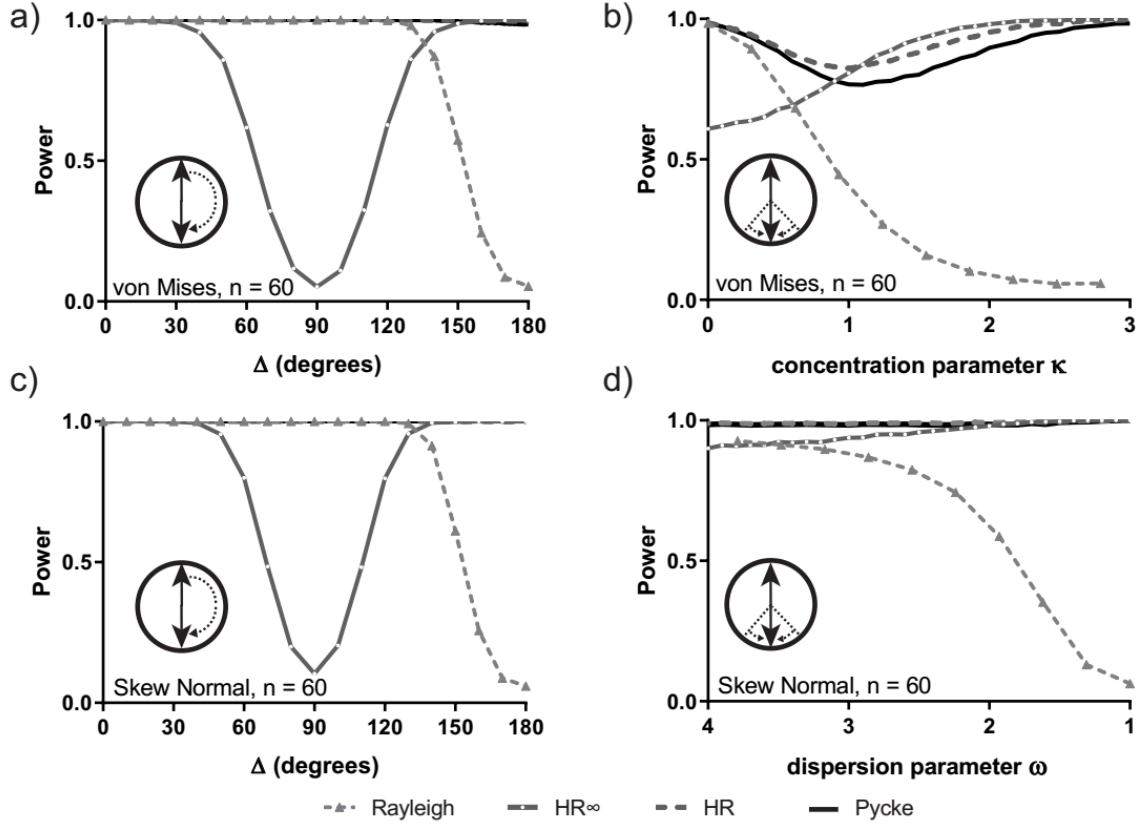 a)
1.0
0.5
0.0
Power
von Mises, n = 60
0 30 60 90 120 150 180
Δ (degrees)
b)
1.0
0.5
0.0
Power
von Mises, n = 60
0 1 2 3
concentration parameter κ
c)
1.0
0.5
0.0
Power
Skew Normal, n = 60
0 30 60 90 120 150 180
Δ (degrees)
d)
1.0
0.5
0.0
Power
Skew Normal, n = 60
4 3 2 1
dispersion parameter ω
Rayleigh HR∞ HR Pycke